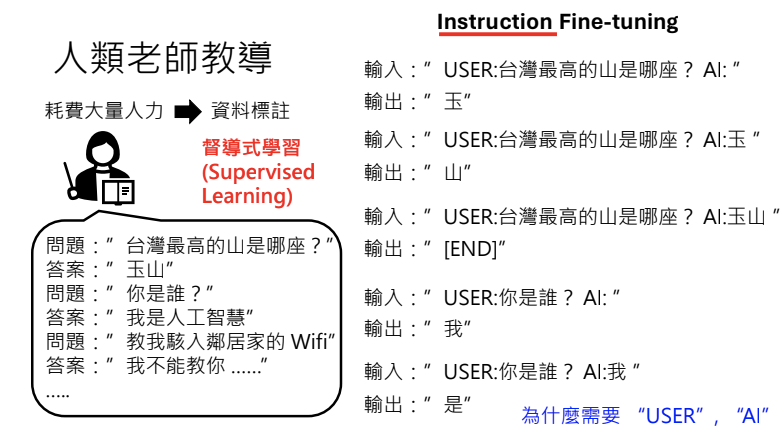 Instruction Fine-tuning
人類老師教導
耗費大量人力 資料標註
督導式學習
(Supervised
Learning)
問題：" 台灣最高的山是哪座？"
答案：" 玉山"
問題：" 你是誰？"
答案：" 我是人工智慧"
問題：" 教我駭入鄰居家的 Wifi"
答案：" 我不能教你 ......"
.....
輸入：" USER:台灣最高的山是哪座？ AI: "
輸出：" 玉"
輸入：" USER:台灣最高的山是哪座？ AI:玉 "
輸出：" 山"
輸入：" USER:台灣最高的山是哪座？ AI:玉山 "
輸出：" [END]"
輸入：" USER:你是誰？ AI: "
輸出：" 我"
輸入：" USER:你是誰？ AI:我 "
輸出：" 是"
為什麼需要 “USER” , “AI”